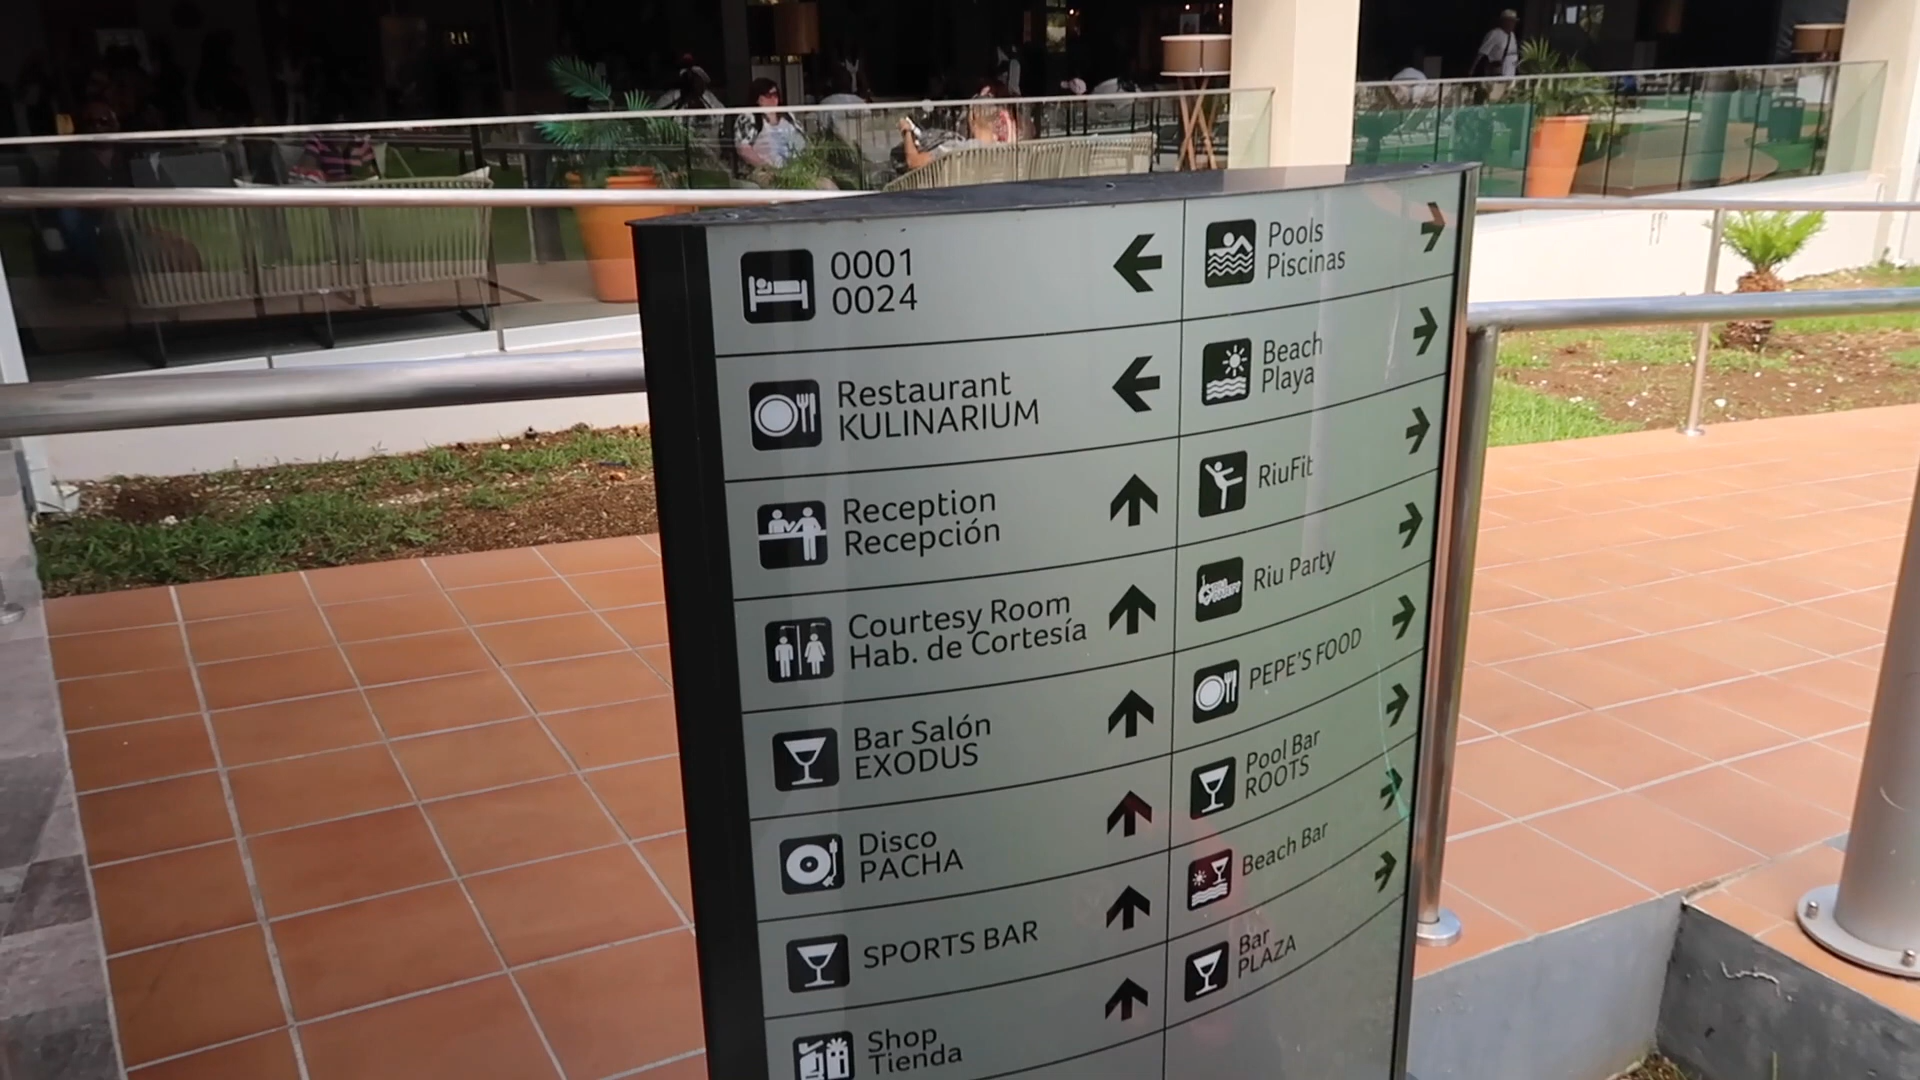 0001
0024
Restaurant
KULINARIUM
Reception
Recepción
Courtesy Room
Hab. de Cortesía
Bar Salón
EXODUS
Disco
PACHA
SPORTS BAR
Shop
Tienda
Pools
Piscinas
Beach
Playa
RiuFit
Riu Party
PEPE'S FOOD
Pool Bar
ROOTS
Beach Bar
Bar
PLAZA